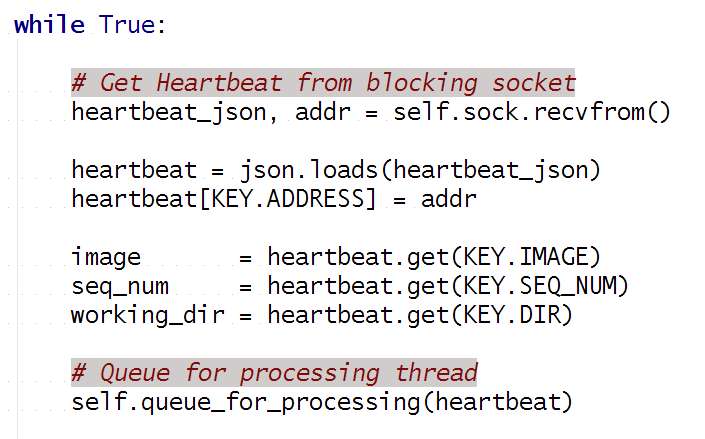 while True:
# Get Heartbeat from blocking socket
heartbeat_json, addr = self.sock.recvfrom()
heartbeat = json.loads(heartbeat_json)
heartbeat[KEY.ADDRESS] = addr
image       = heartbeat.get(KEY.IMAGE)
seq_num     = heartbeat.get(KEY.SEQ_NUM)
working_dir = heartbeat.get(KEY.DIR)
# Queue for processing thread
self.queue_for_processing(heartbeat)